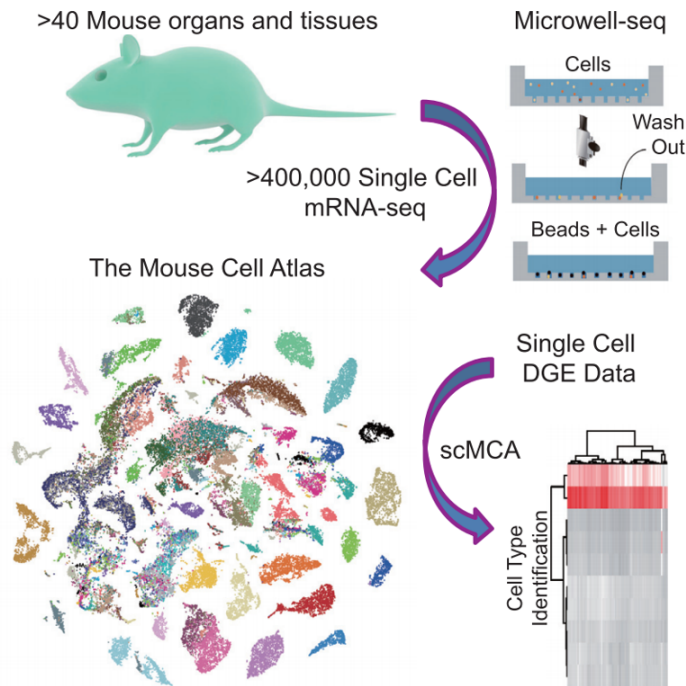 >40 Mouse organs and tissues
Microwell-seq
Cells
Wash
Out
>400,000 Single Cell
mRNA-seq
Beads + Cells
The Mouse Cell Atlas
Single Cell
DGE Data
scMCA
Cell Type
Identification